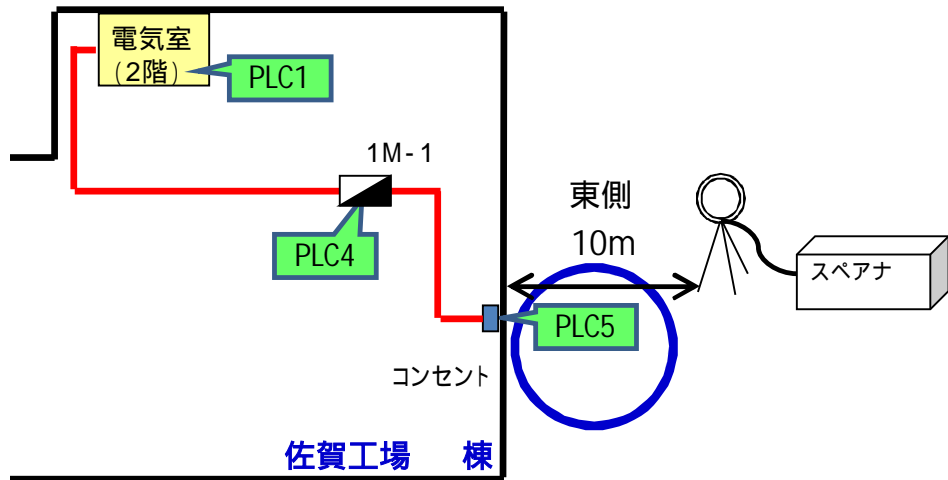 電気室
(2階)
PLC1
1M-1
PLC4
東側
10m
スペアナ
PLC5
コンセント
佐賀工場 棟